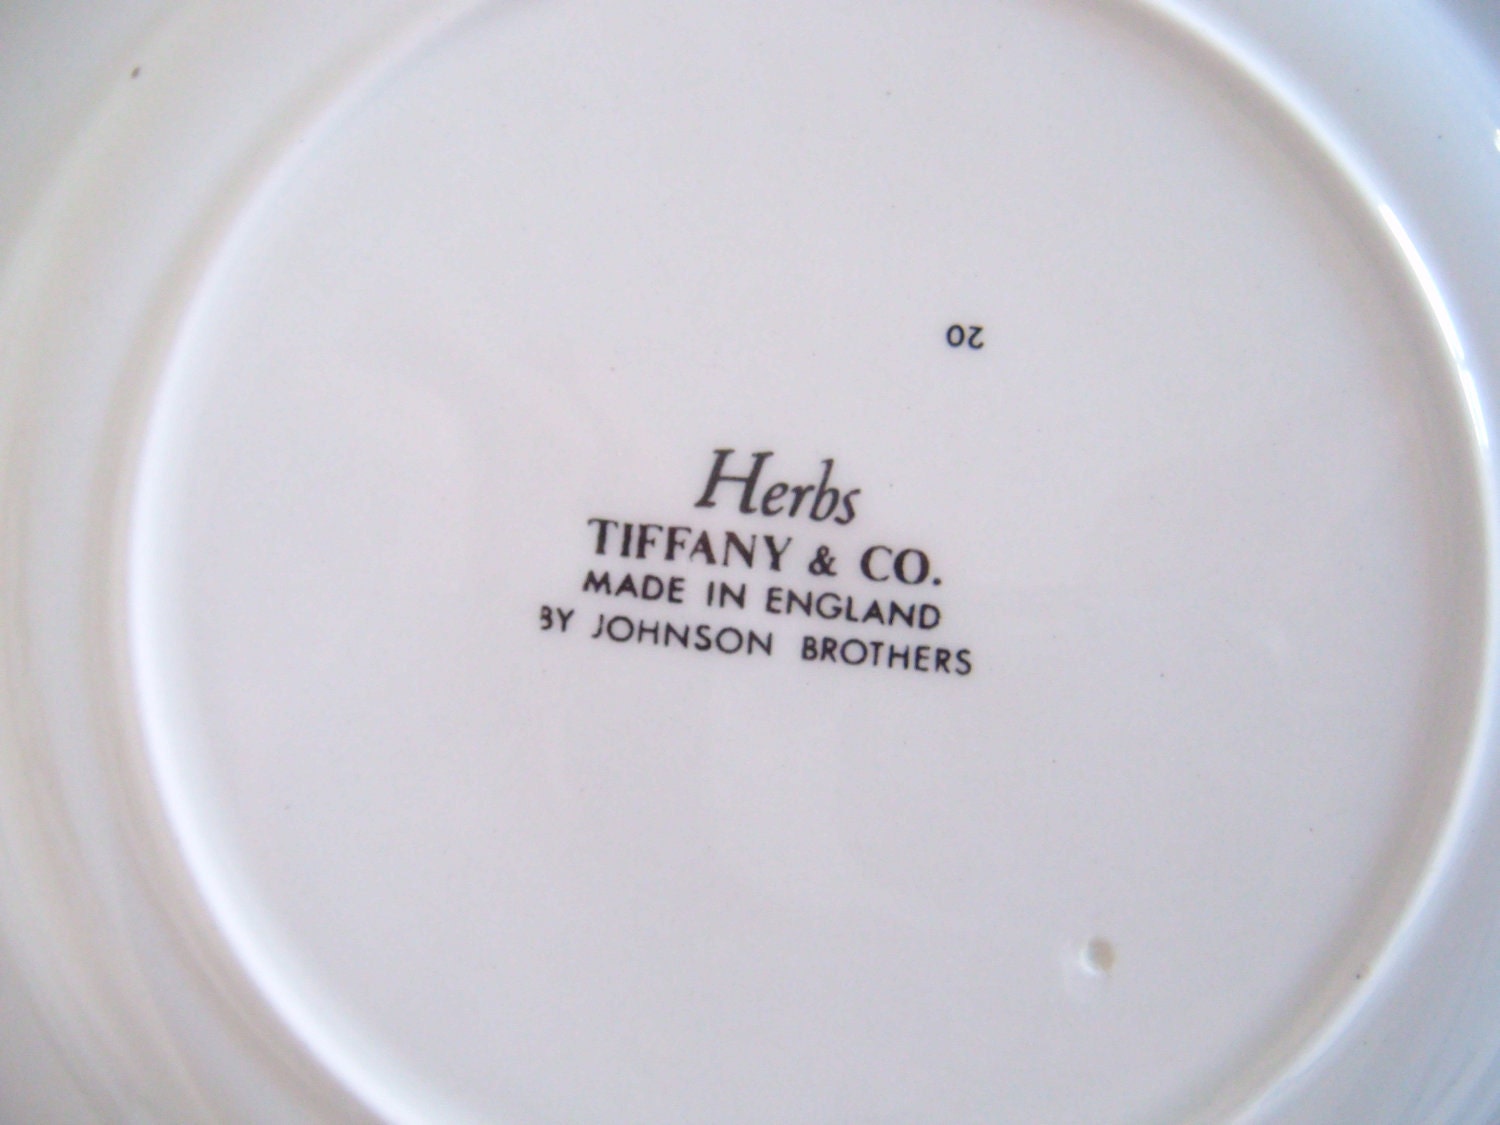 20
Herbs
TIFFANY & CO.
MADE IN ENGLAND
BY JOHNSON BROTHERS